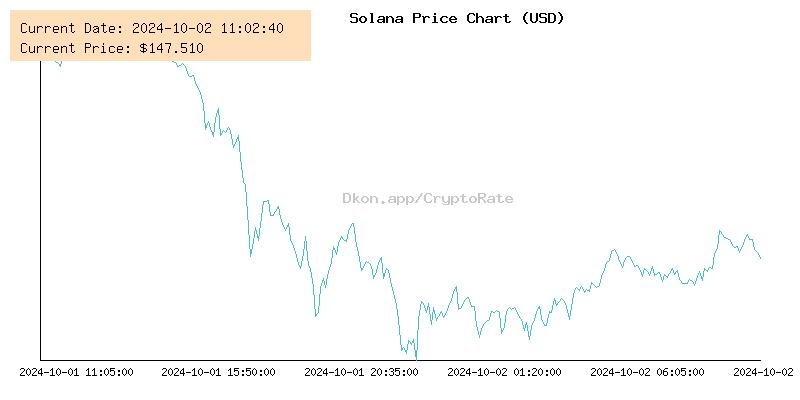 Solana Price Chart (USD)
Current Date: 2024-10-02 11:02:40
Current Price: $147.510
Dkon.app/CryptoRate
2024-10-01 11:05:00 2024-10-01 15:50:00 2024-10-01 20:35:00 2024-10-02 01:20:00 2024-10-02 06:05:00 2024-10-02